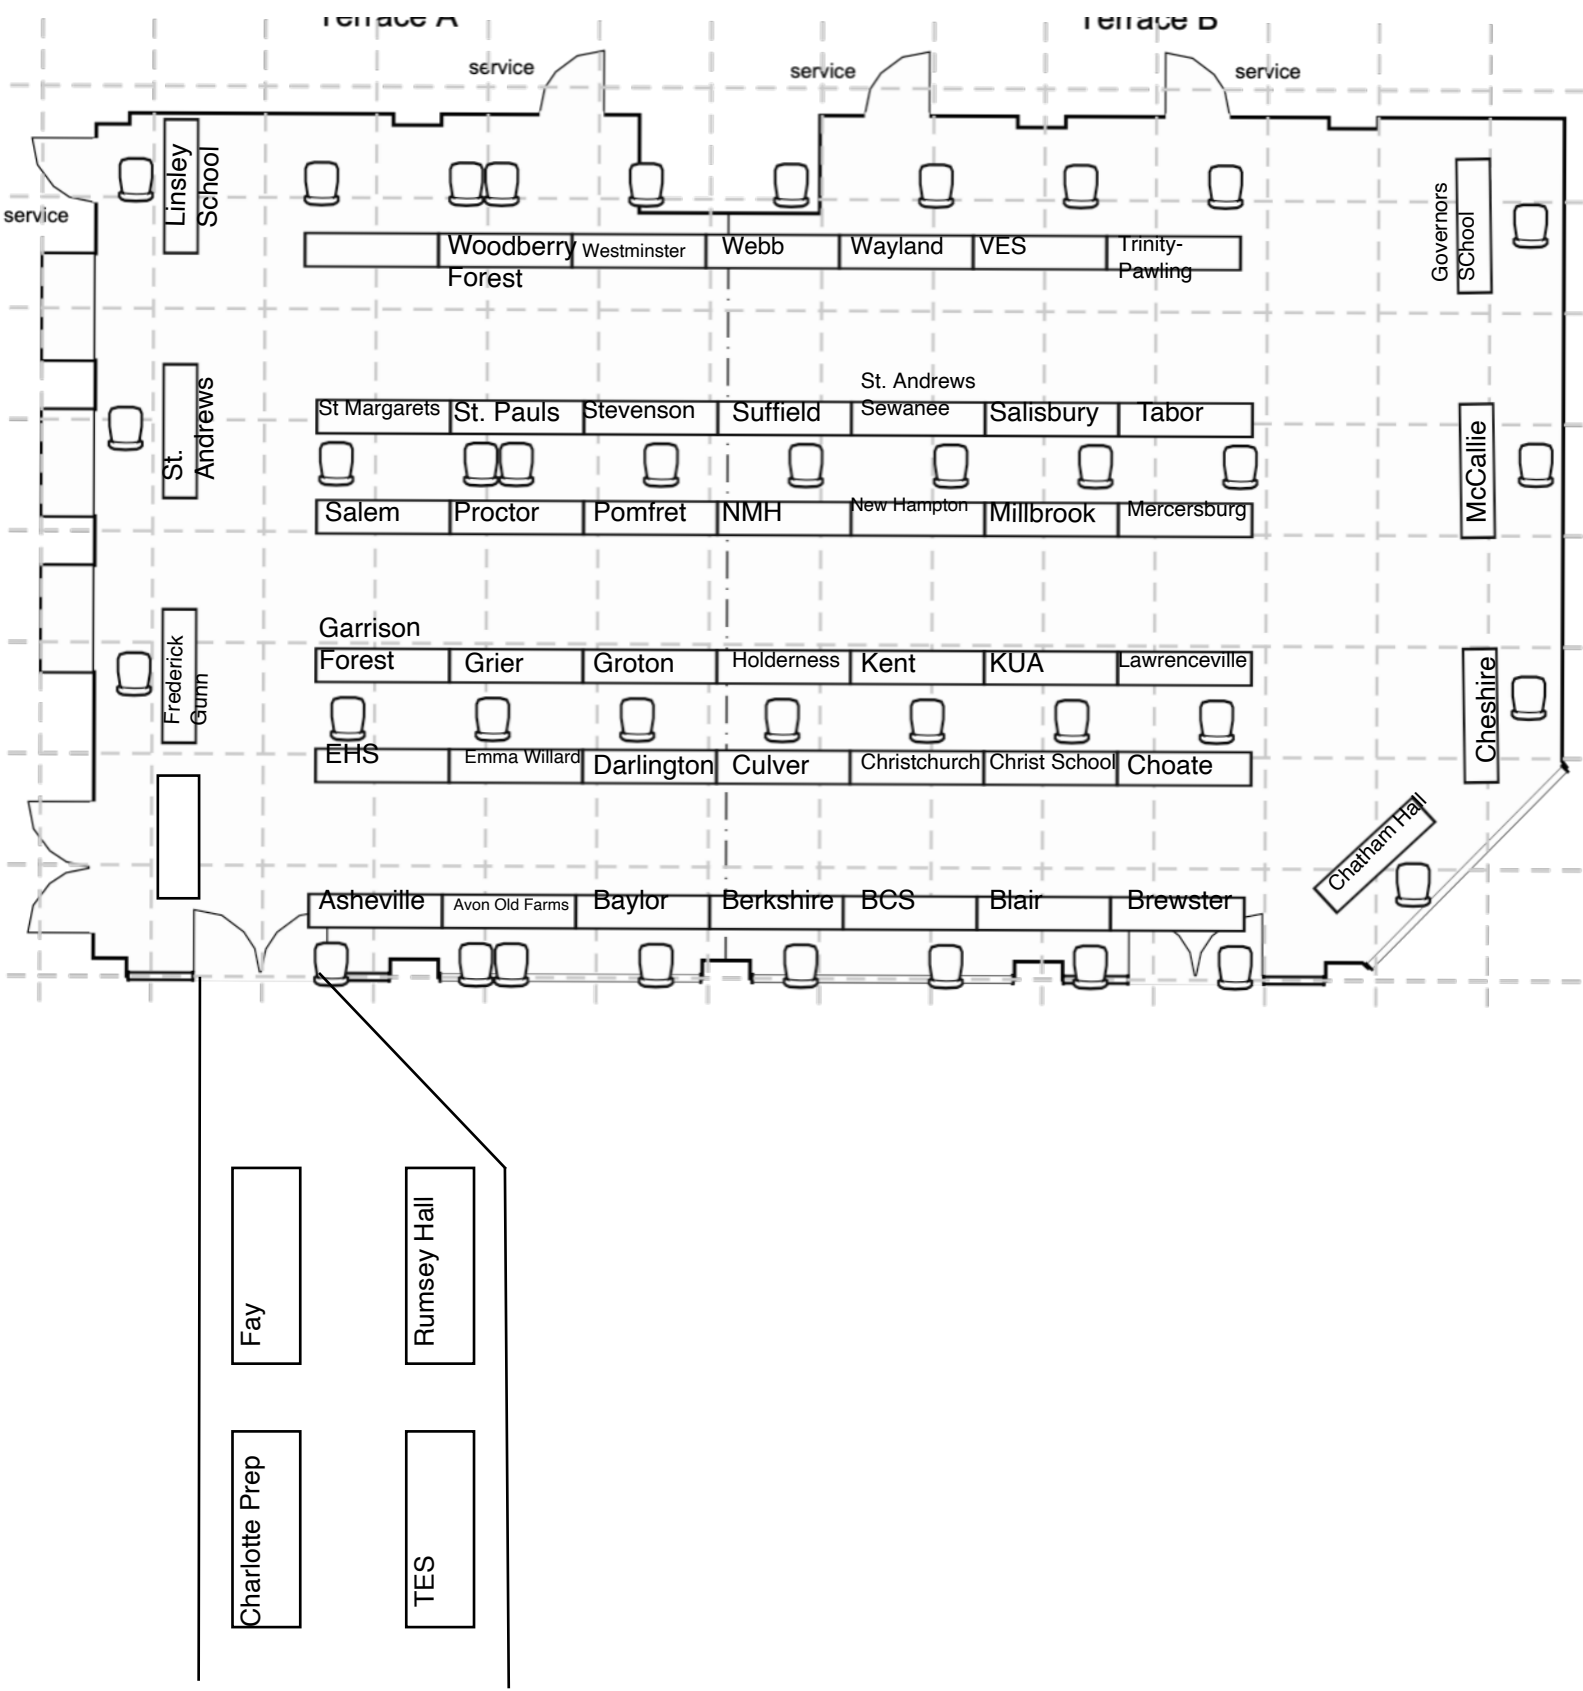 Terrace A
Terrace B
service
service
service
service
Linsley
School
Governors
SChool
Woodberry
Forest
Westminster
Webb
Wayland
VES
Trinity-
Pawling
St.
Andrews
St Margarets
St. Pauls
Stevenson
Suffield
St. Andrews
Sewanee
Salisbury
Tabor
McCallie
Salem
Proctor
Pomfret
NMH
New Hampton
Millbrook
Mercersburg
Frederick
Gunn
Garrison
Forest
Grier
Groton
Holderness
Kent
KUA
Lawrenceville
Cheshire
EHS
Emma Willard
Darlington
Culver
Christchurch
Christ School
Choate
Chatham Hall
Asheville
Avon Old Farms
Baylor
Berkshire
BCS
Blair
Brewster
Fay
Rumsey Hall
Charlotte Prep
TES